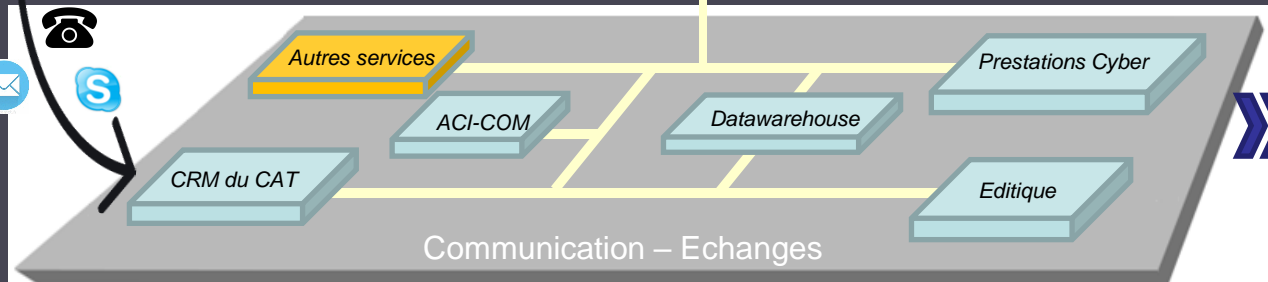 Autres services
Prestations Cyber
ACI-COM
Datawarehouse
CRM du CAT
Editique
Communication – Echanges